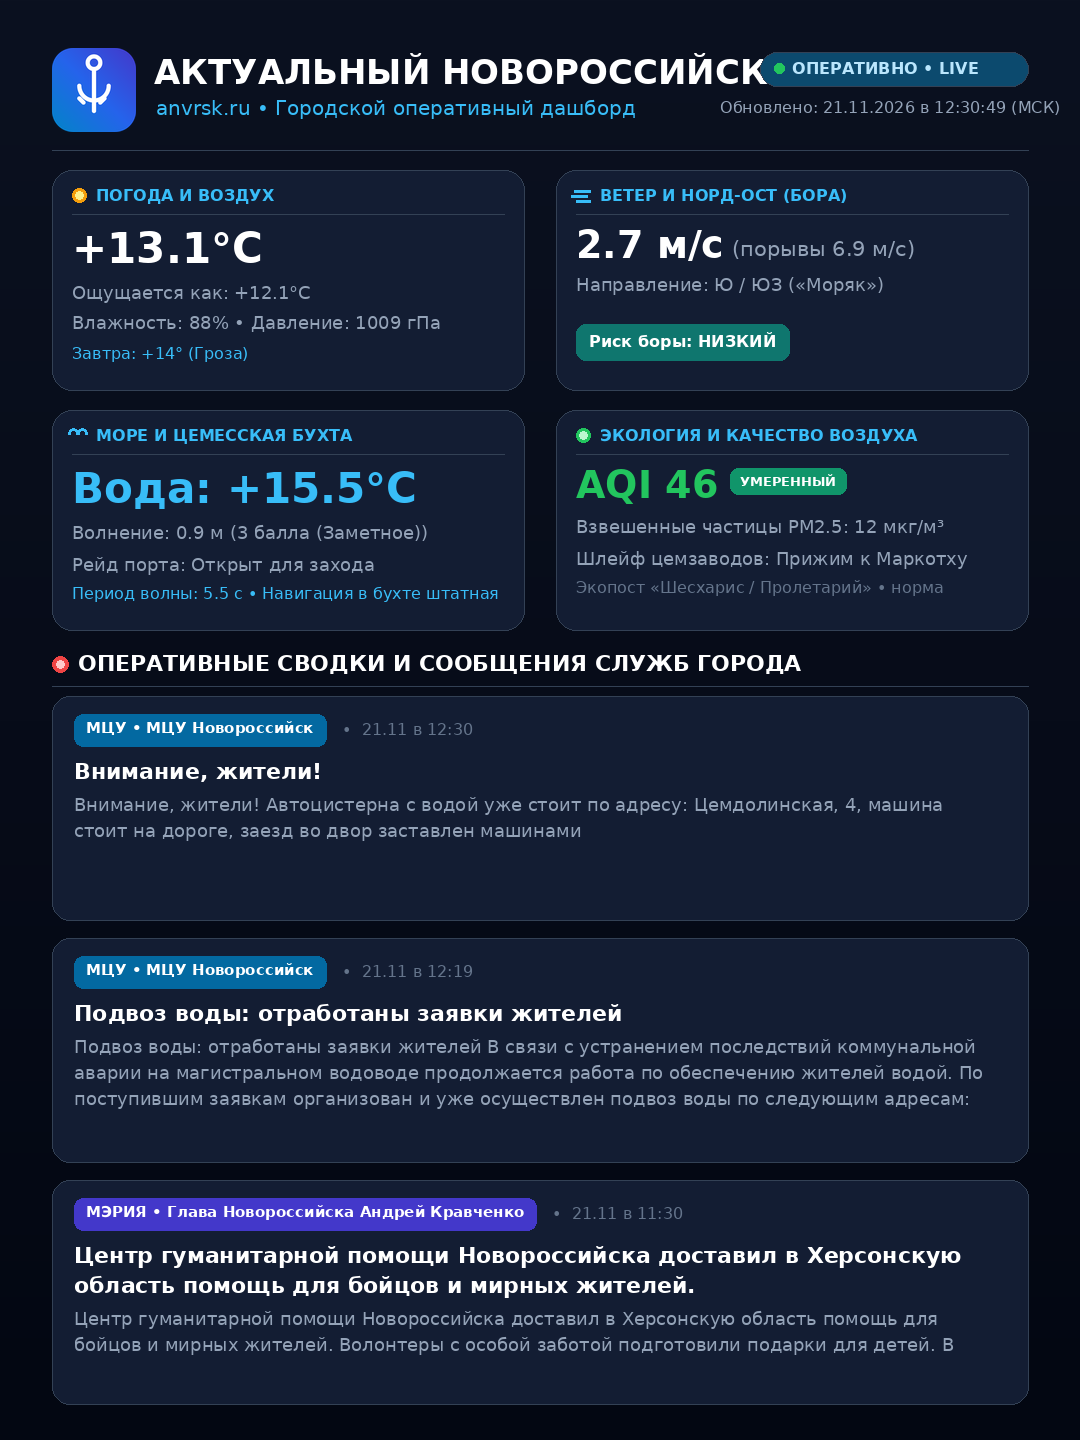 АКТУАЛЬНЫЙ НОВОРОССИЙСК
ОПЕРАТИВНО • LIVE
anvrsk.ru • Городской оперативный дашборд
Обновлено: 21.11.2026 в 12:30:49 (МСК)
ПОГОДА И ВОЗДУХ
+13.1°C
Ощущается как: +12.1°C
Влажность: 88% • Давление: 1009 гПа
Завтра: +14° (Гроза)
ВЕТЕР И НОРД-ОСТ (БОРА)
2.7 м/с (порывы 6.9 м/с)
Направление: Ю / ЮЗ («Моряк»)
Риск боры: НИЗКИЙ
МОРЕ И ЦЕМЕССКАЯ БУХТА
Вода: +15.5°C
Волнение: 0.9 м (3 балла (Заметное))
Рейд порта: Открыт для захода
Период волны: 5.5 с • Навигация в бухте штатная
ЭКОЛОГИЯ И КАЧЕСТВО ВОЗДУХА
AQI 46 УМЕРЕННЫЙ
Взвешенные частицы PM2.5: 12 мкг/м³
Шлейф цемзаводов: Прижим к Маркотху
Экопост «Шесхарис / Пролетарий» • норма
ОПЕРАТИВНЫЕ СВОДКИ И СООБЩЕНИЯ СЛУЖБ ГОРОДА
МЦУ • МЦУ Новороссийск • 21.11 в 12:30
Внимание, жители!
Внимание, жители! Автоцистерна с водой уже стоит по адресу: Цемдолинская, 4, машина
стоит на дороге, заезд во двор заставлен машинами
МЦУ • МЦУ Новороссийск • 21.11 в 12:19
Подвоз воды: отработаны заявки жителей
Подвоз воды: отработаны заявки жителей В связи с устранением последствий коммунальной
аварии на магистральном водоводе продолжается работа по обеспечению жителей водой. По
поступившим заявкам организован и уже осуществлен подвоз воды по следующим адресам:
МЭРИЯ • Глава Новороссийска Андрей Кравченко • 21.11 в 11:30
Центр гуманитарной помощи Новороссийска доставил в Херсонскую
область помощь для бойцов и мирных жителей.
Центр гуманитарной помощи Новороссийска доставил в Херсонскую область помощь для
бойцов и мирных жителей. Волонтеры с особой заботой подготовили подарки для детей. В